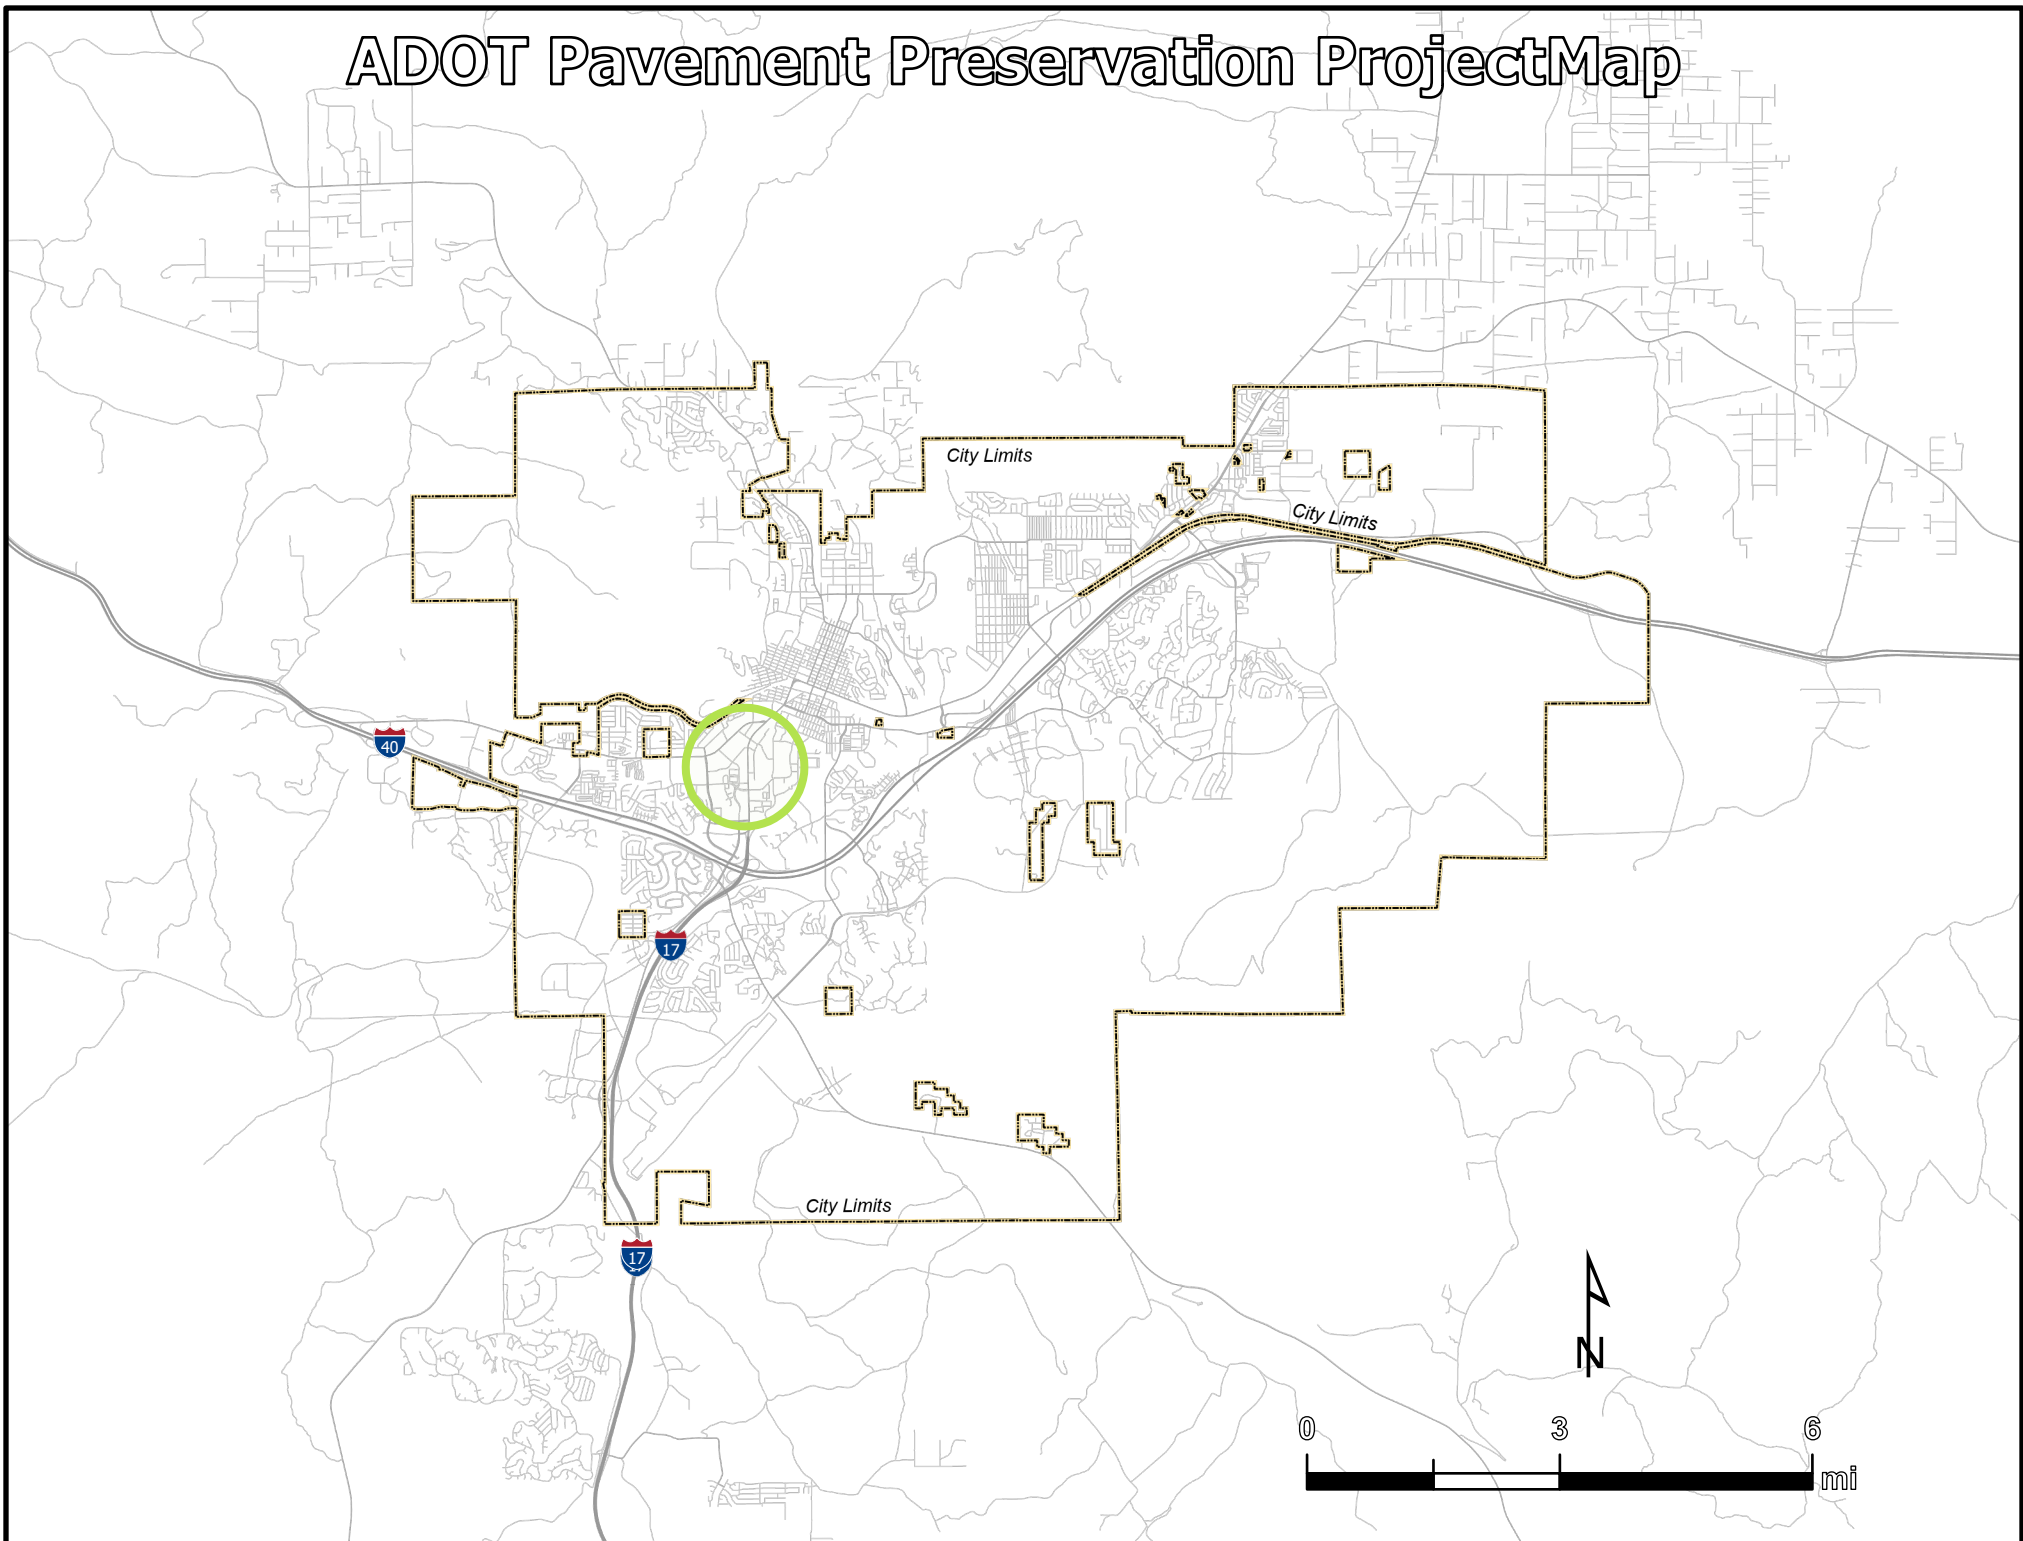 ADOT Pavement Preservation ProjectMap
City Limits
City Limits
40
17
City Limits
17
N
0 3 6
mi